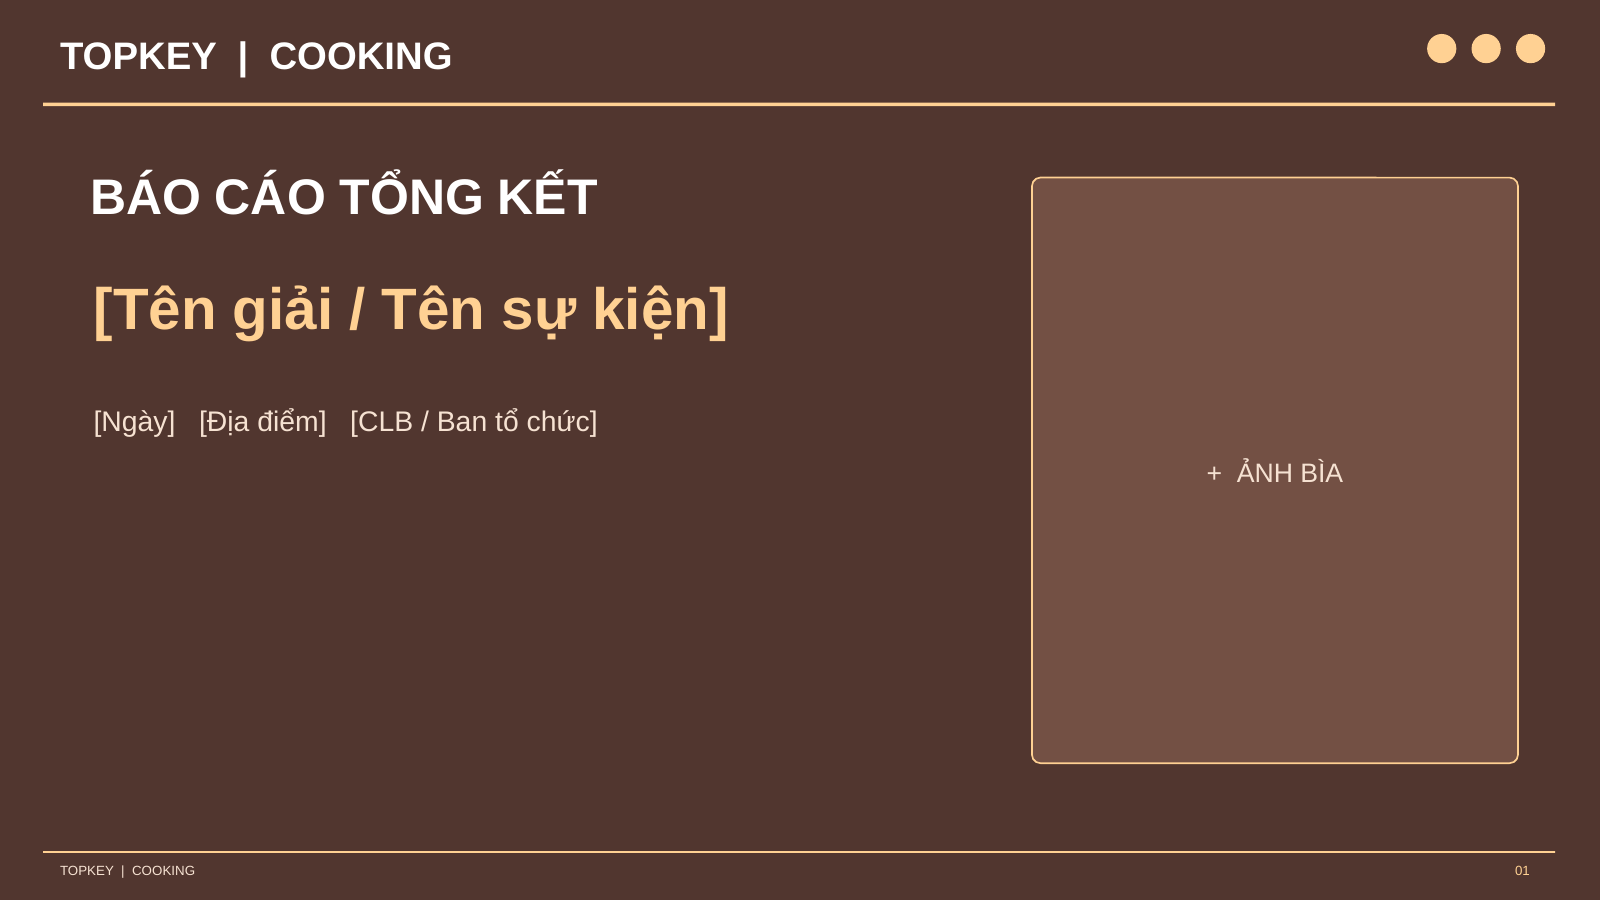 TOPKEY | COOKING
BÁO CÁO TỔNG KẾT
[Tên giải / Tên sự kiện]
[Ngày] [Địa điểm] [CLB / Ban tổ chức]
+ ẢNH BÌA
TOPKEY | COOKING
01